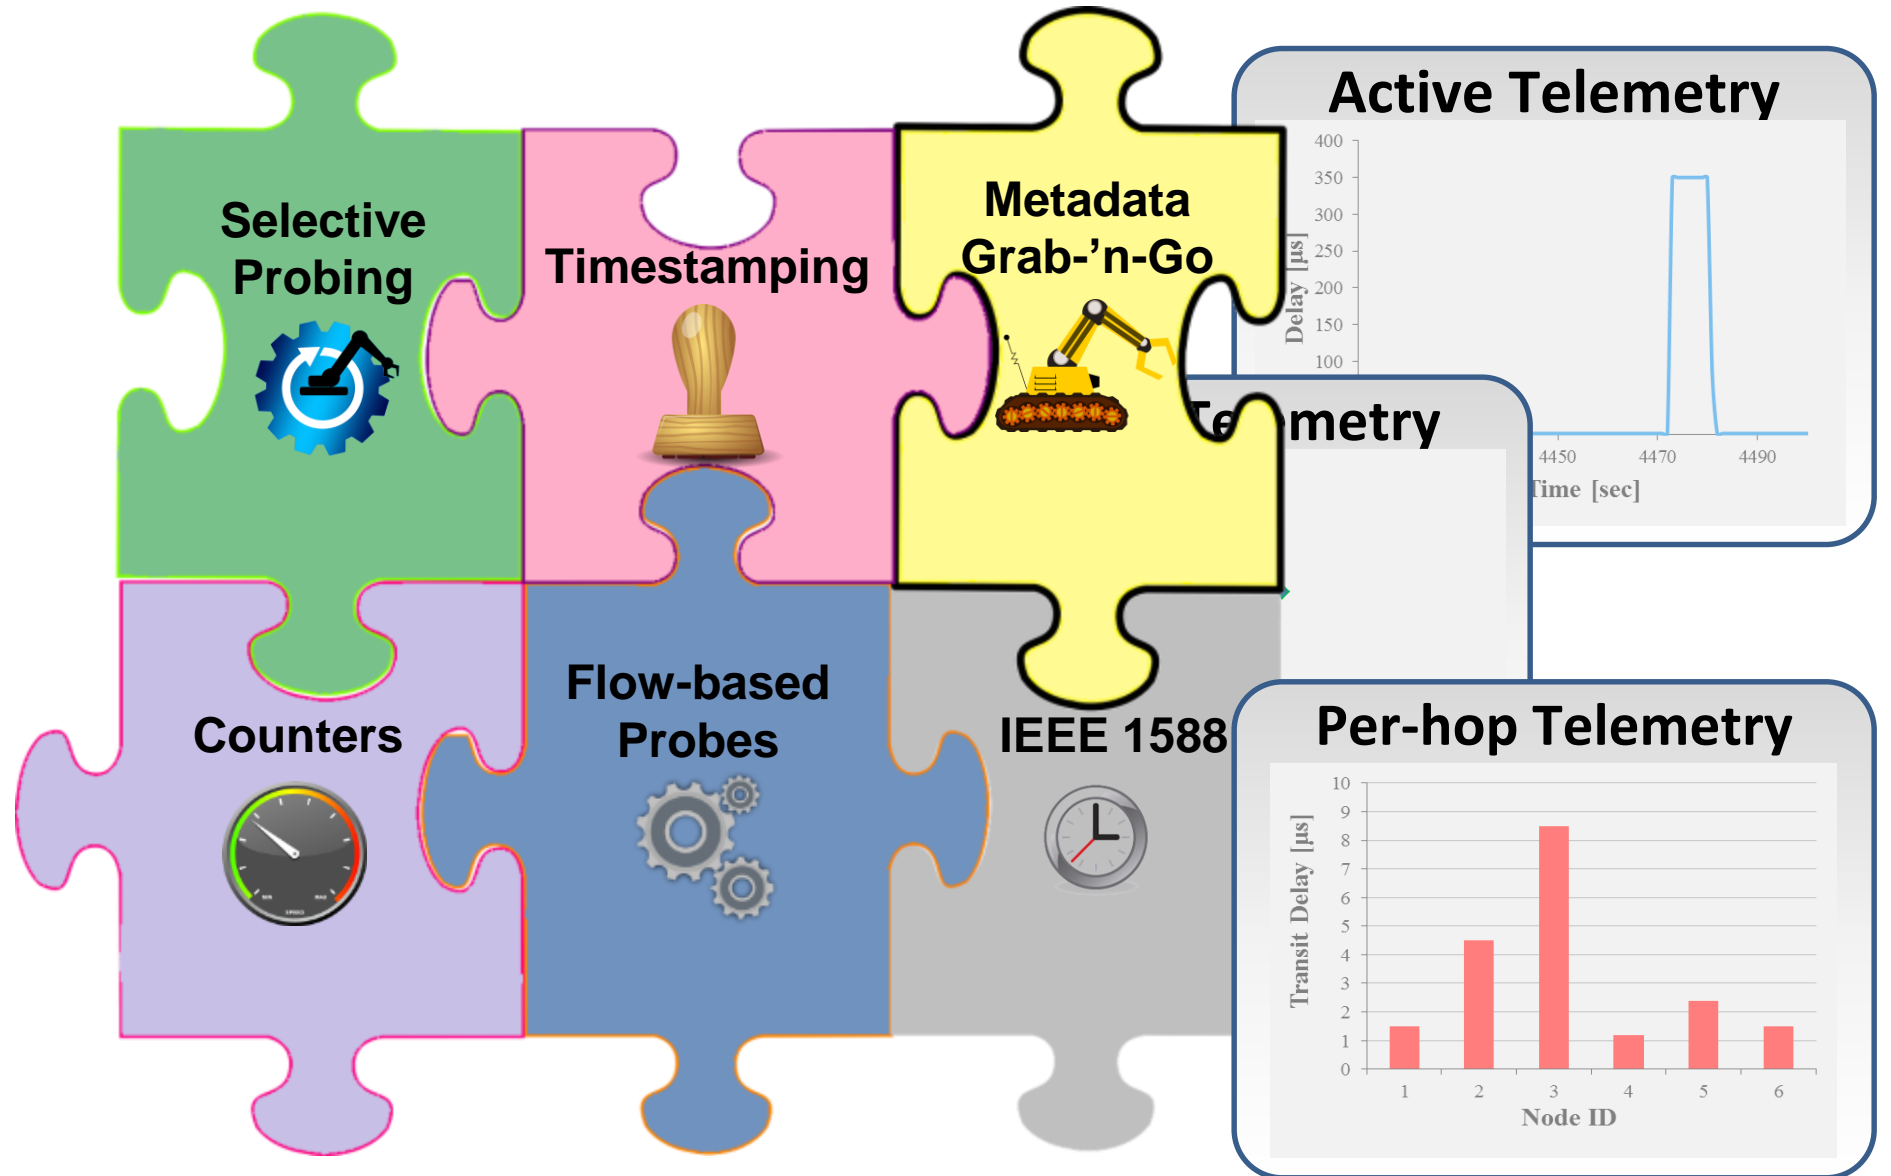 Selective
Probing
Timestamping
Metadata
Grab-’n-Go
Counters
Flow-based
Probes
IEEE 1588
Active Telemetry
400
350
300
250
200
150
100
Delay [µs]
4450 4470 4490
Time [sec]
Telemetry
Per-hop Telemetry
10
9
8
7
6
5
4
3
2
1
0
Transit Delay [µs]
1 2 3 4 5 6
Node ID